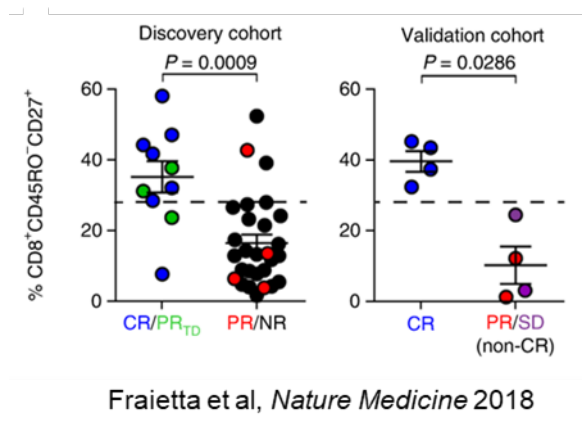 Discovery cohort
Validation cohort
P = 0.0009
P = 0.0286
% CD8⁺CD45RO⁻CD27⁺
60
40
20
0
60
40
20
0
CR/PR_TD
PR/NR
CR
PR/SD
(non-CR)
Fraietta et al, Nature Medicine 2018